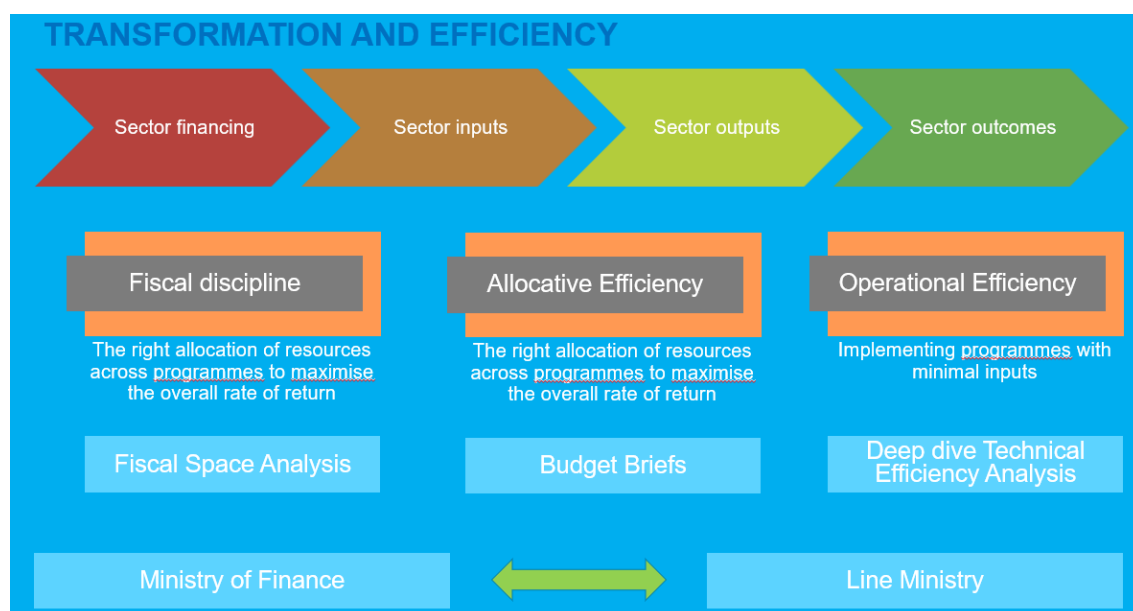 TRANSFORMATION AND EFFICIENCY
Sector financing
Sector inputs
Sector outputs
Sector outcomes
Fiscal discipline
The right allocation of resources
across programmes to maximise
the overall rate of return
Allocative Efficiency
The right allocation of resources
across programmes to maximise
the overall rate of return
Operational Efficiency
Implementing programmes with
minimal inputs
Fiscal Space Analysis
Budget Briefs
Deep dive Technical
Efficiency Analysis
Ministry of Finance
Line Ministry